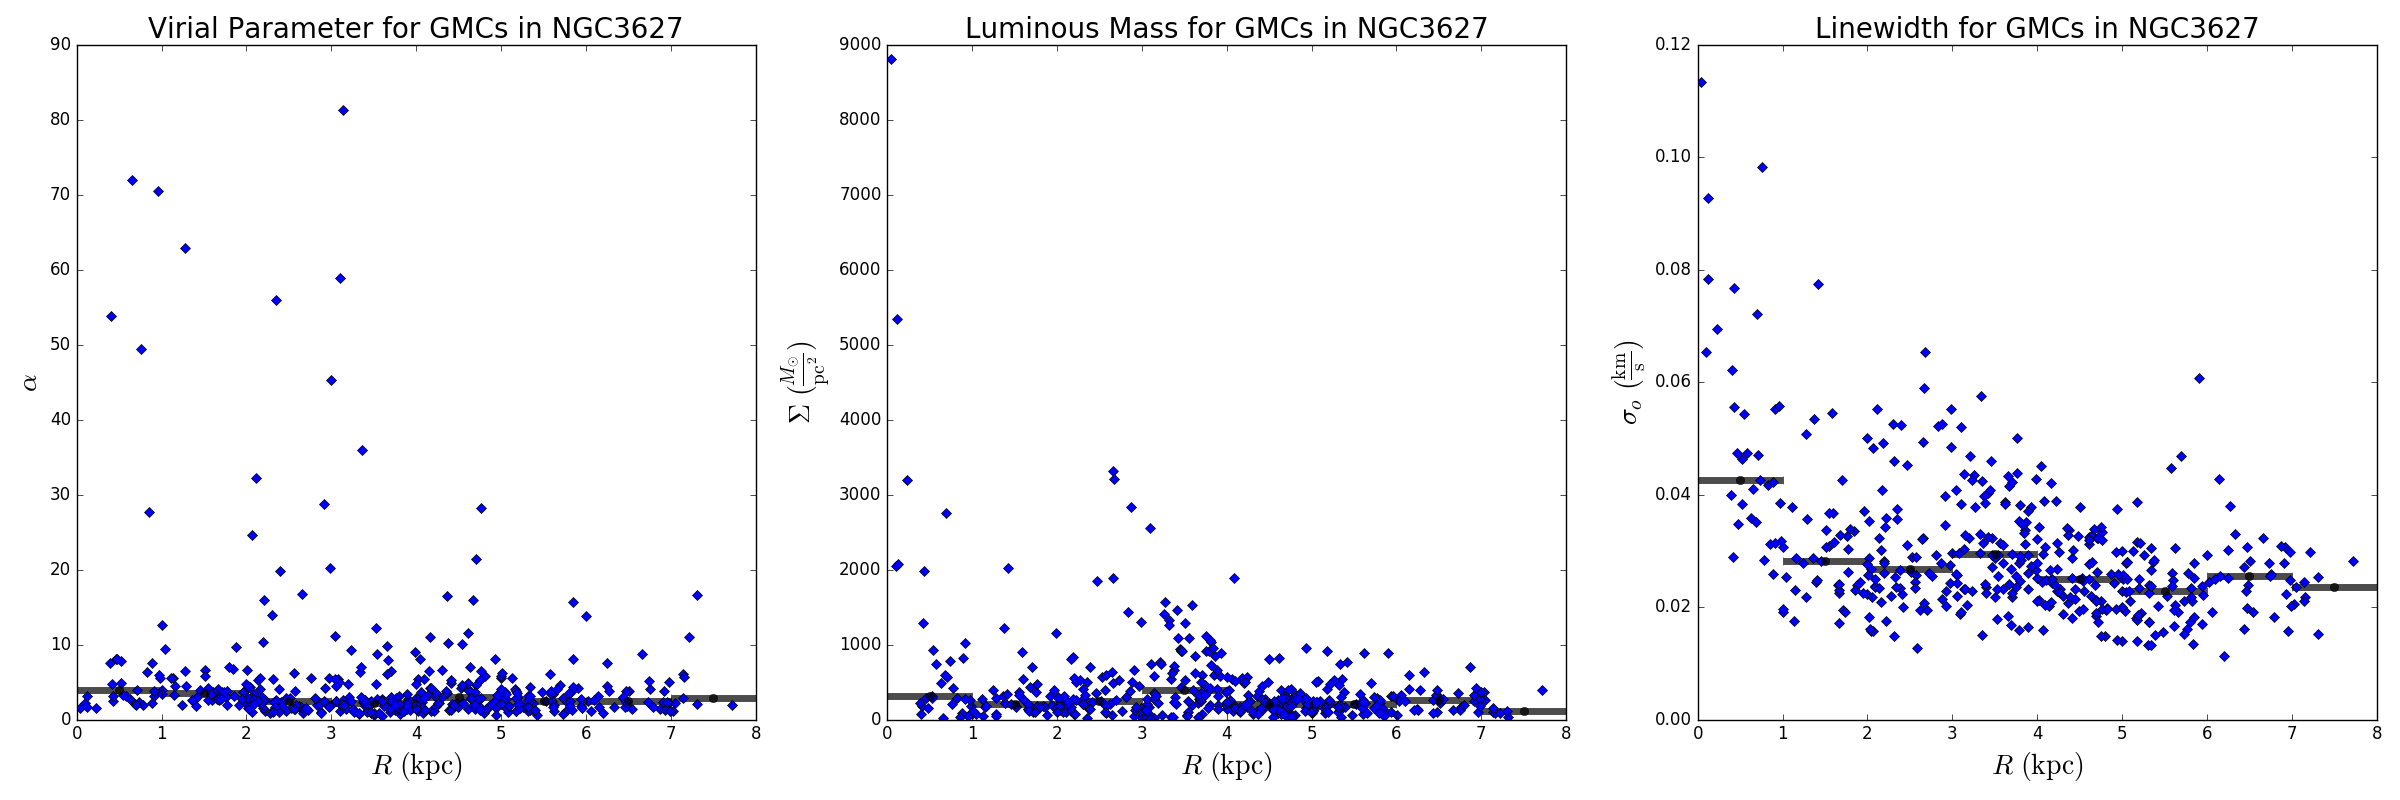 Virial Parameter for GMCs in NGC3627
90
80
70
60
50
40
30
20
10
0
α
0 1 2 3 4 5 6 7 8
R (kpc)
Luminous Mass for GMCs in NGC3627
9000
8000
7000
6000
5000
4000
3000
2000
1000
0
Σ (M⊙/pc²)
0 1 2 3 4 5 6 7 8
R (kpc)
Linewidth for GMCs in NGC3627
0.12
0.10
0.08
0.06
0.04
0.02
0.00
σₒ (km/s)
0 1 2 3 4 5 6 7 8
R (kpc)